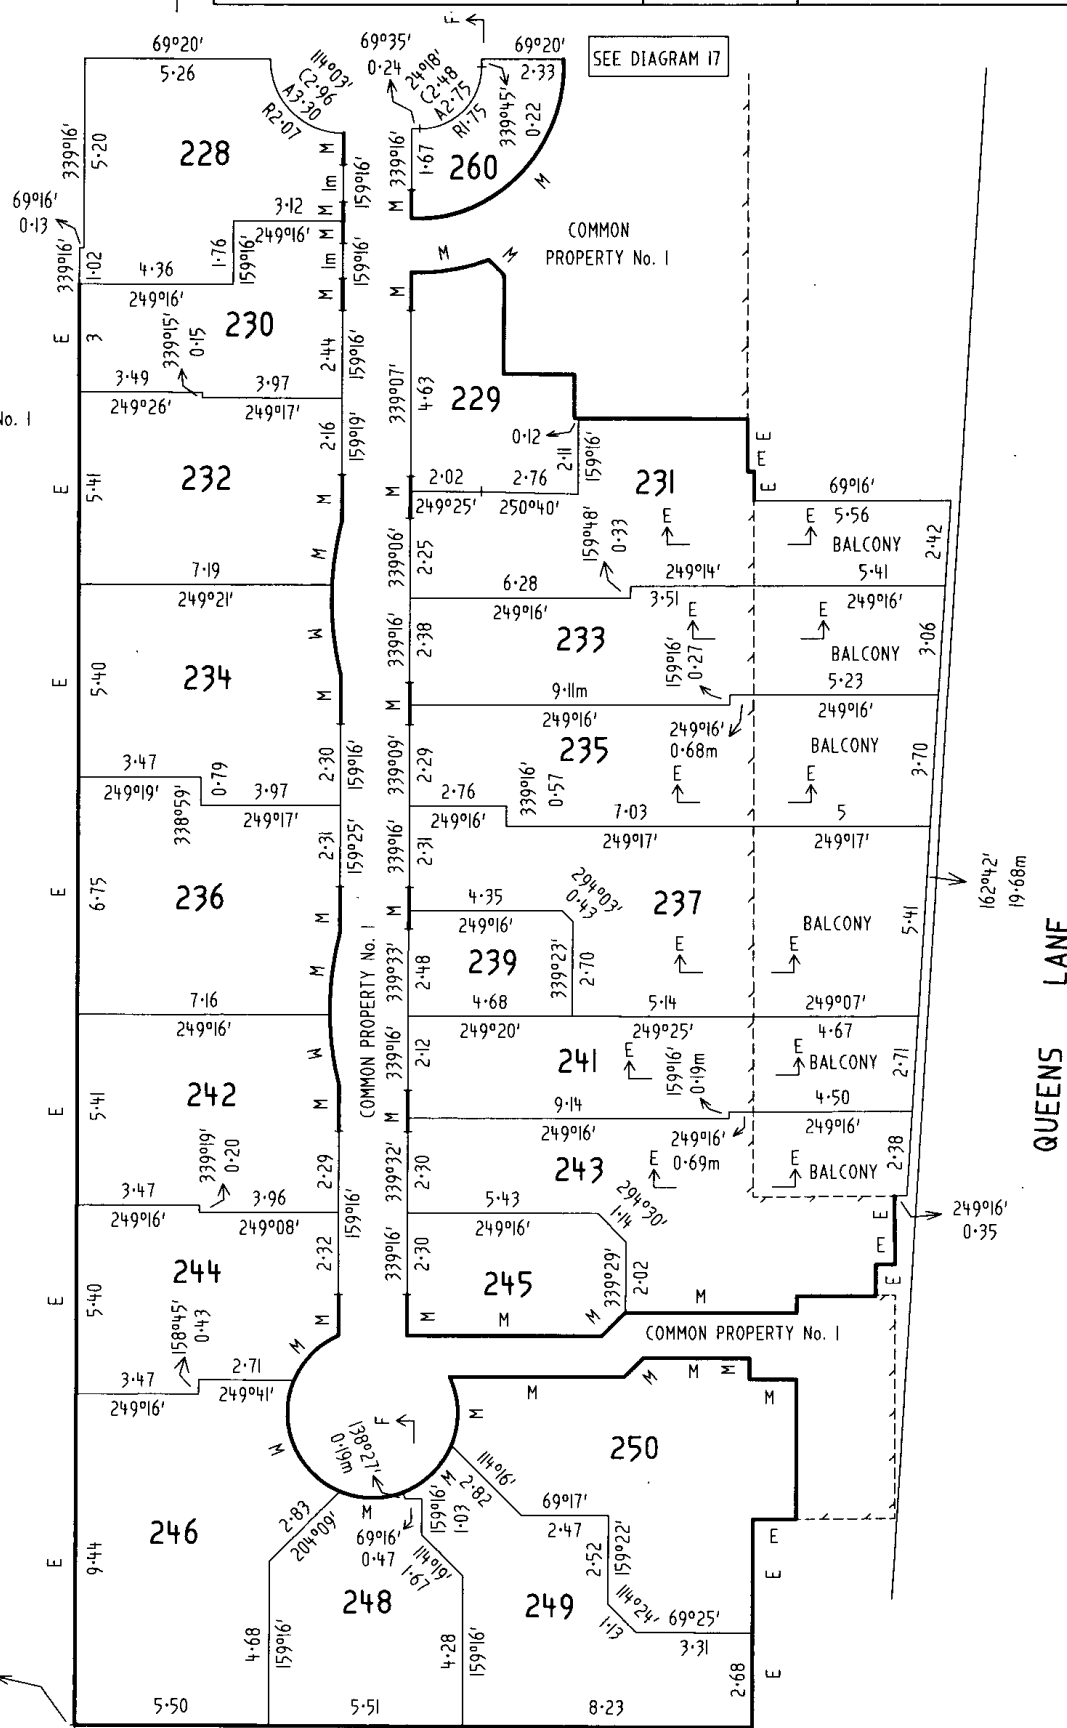 F
69°20'
5·26
114°03'
C2·96
A3·30
R2·07
69°35'
0·24
24°18'
C2·48
A2·75
R1·75
69°20'
2·33
339°45'
0·22
SEE DIAGRAM 17
339°16'
5·20
228
M
1m
M
159°16'
339°16'
1·67
M
260
M
69°16'
0·13
339°16'
1·02
3·12
249°16'
1·76
159°16'
M
1m
M
159°16'
COMMON
PROPERTY No. 1
4·36
249°16'
M
M
M
E
3
339°15'
0·15
230
2·44
159°16'
339°07'
4·63
229
3·49
249°26'
3·97
249°17'
No. 1
2·16
159°19'
0·12
2·11
159°16'
E
E
E
E
5·41
232
M
M
2·02
249°25'
2·76
250°40'
231
69°16'
5·56
E
E
BALCONY
2·42
159°48'
0·33
M
339°06'
2·25
7·19
249°21'
6·28
249°16'
249°14'
3·51
5·41
249°16'
M
E
5·40
234
M
339°16'
2·38
M
233
E
E
BALCONY
3·06
159°16'
0·27
9·11m
249°16'
5·23
249°16'
249°16'
0·68m
2·30
159°16'
339°09'
2·29
235
BALCONY
3·70
E
E
3·47
249°19'
338°59'
0·79
3·97
249°17'
2·76
249°16'
339°16'
0·57
7·03
249°17'
5
249°17'
2·31
159°25'
339°16'
2·31
162°42'
19·68m
E
6·75
236
M
M
M
4·35
249°16'
294°03'
0·43
237
BALCONY
5·41
E
E
COMMON PROPERTY No. 1
339°33'
2·48
239
339°23'
2·70
QUEENS LANE
7·16
249°16'
4·68
249°20'
5·14
249°25'
249°07'
4·67
M
E
5·41
242
M
339°16'
2·12
M
241
E
159°16'
0·19m
E
BALCONY
2·71
9·14
249°16'
4·50
249°16'
249°16'
0·69m
339°19'
0·20
2·29
159°16'
339°32'
2·30
243
E
E
BALCONY
2·38
3·47
249°16'
3·96
249°08'
5·43
249°16'
294°30'
1·14
E
E
E
249°16'
0·35
E
5·40
244
2·32
339°16'
2·30
245
339°29'
2·02
158°45'
0·43
M
M
M
M
M
M
COMMON PROPERTY No. 1
3·47
249°16'
2·71
249°41'
M
M
M
M
M
M
F
M
138°27'
0·19m
250
E
9·44
246
2·83
204°09'
M
69°16'
0·47
159°16'
1·03
M
114°16'
2·82
69°17'
2·47
2·52
159°22'
E
E
E
114°19'
1·67
248
249
114°24'
1·13
69°25'
3·31
4·68
159°16'
4·28
159°16'
2·68
5·50
5·51
8·23